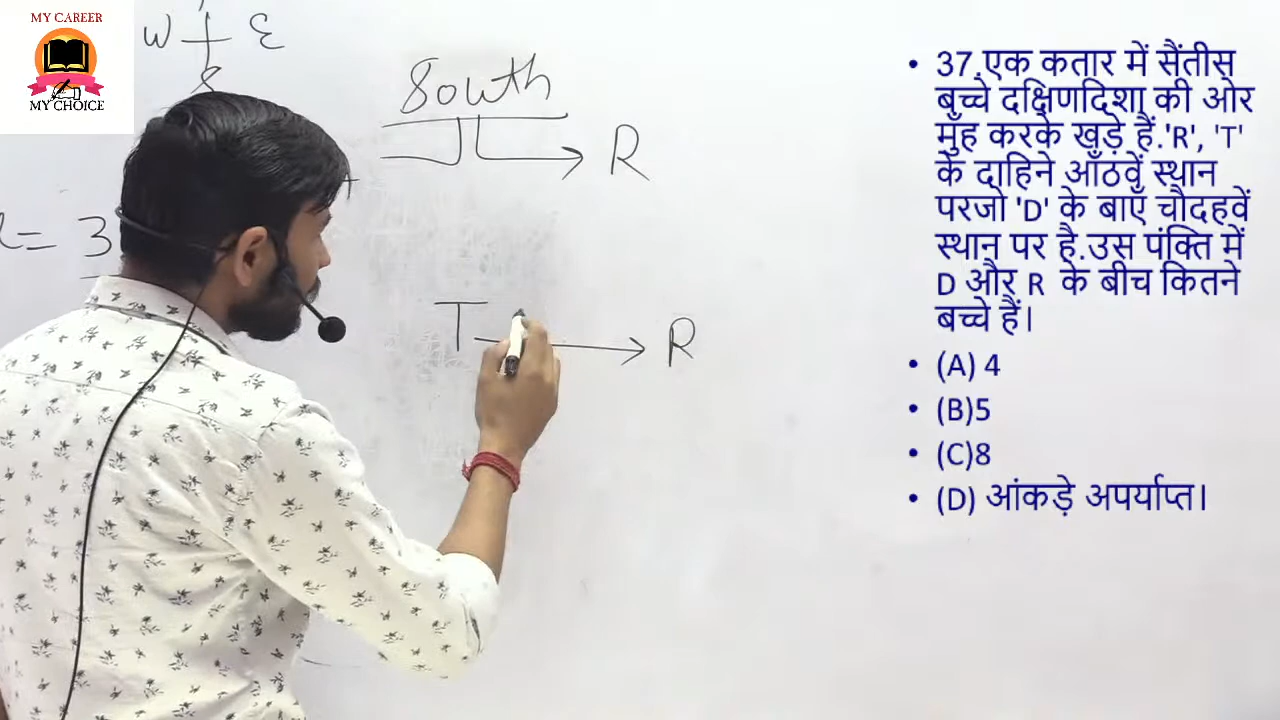 MY CAREER
MY CHOICE
W E
S
South
R
= 3
T R
• 37.एक कतार में सैंतीस
बच्चे दक्षिणदिशा की ओर
मुँह करके खड़े हैं.'R', 'T'
के दाहिने आँठवें स्थान
परजो 'D' के बाएँ चौदहवें
स्थान पर है.उस पंक्ति में
D और R के बीच कितने
बच्चे हैं।
• (A) 4
• (B)5
• (C)8
• (D) आंकड़े अपर्याप्त।